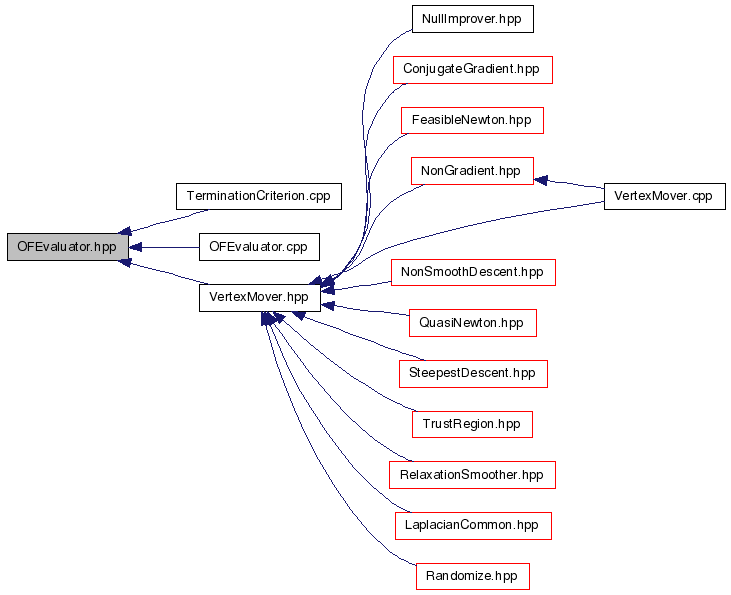 NullImprover.hpp
ConjugateGradient.hpp
FeasibleNewton.hpp
NonGradient.hpp
TerminationCriterion.cpp
VertexMover.cpp
OFEvaluator.hpp
OFEvaluator.cpp
NonSmoothDescent.hpp
VertexMover.hpp
QuasiNewton.hpp
SteepestDescent.hpp
TrustRegion.hpp
RelaxationSmoother.hpp
LaplacianCommon.hpp
Randomize.hpp